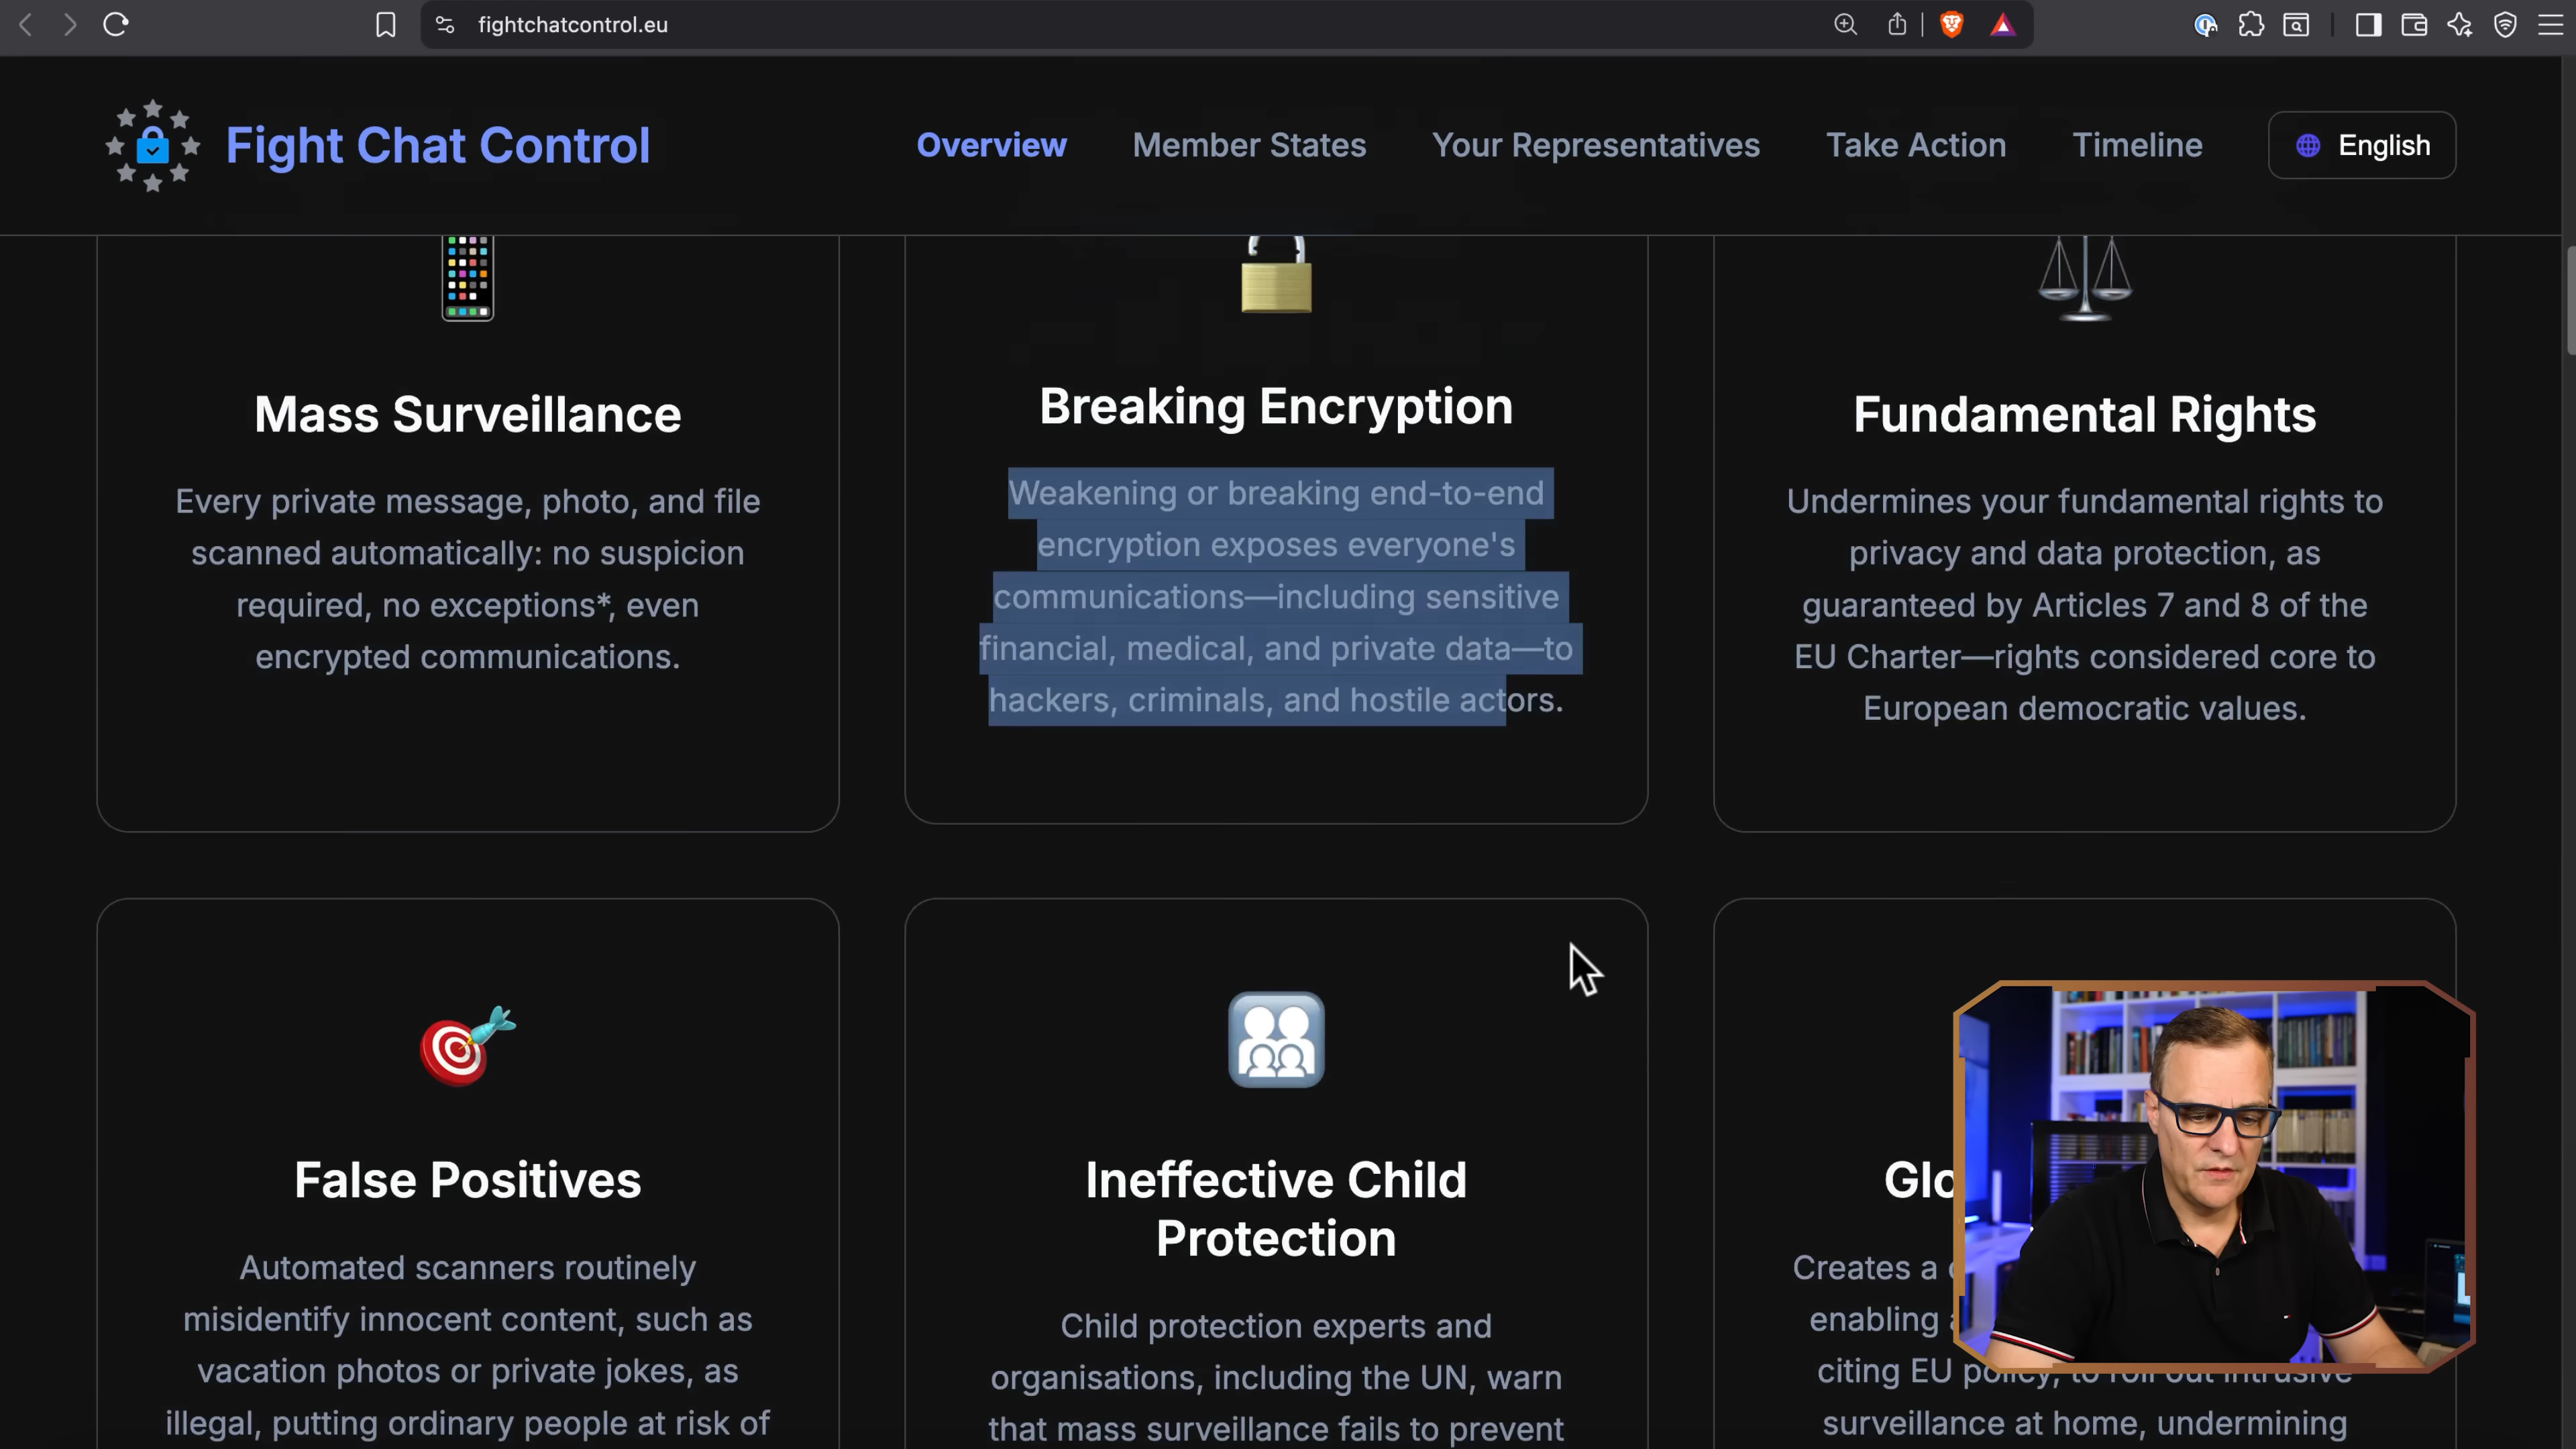 fightchatcontrol.eu
Fight Chat Control
Overview
Member States
Your Representatives
Take Action
Timeline
English
Mass Surveillance
Every private message, photo, and file
scanned automatically: no suspicion
required, no exceptions*, even
encrypted communications.
Breaking Encryption
Weakening or breaking end-to-end
encryption exposes everyone's
communications—including sensitive
financial, medical, and private data—to
hackers, criminals, and hostile actors.
Fundamental Rights
Undermines your fundamental rights to
privacy and data protection, as
guaranteed by Articles 7 and 8 of the
EU Charter—rights considered core to
European democratic values.
False Positives
Automated scanners routinely
misidentify innocent content, such as
vacation photos or private jokes, as
illegal, putting ordinary people at risk of
Ineffective Child
Protection
Child protection experts and
organisations, including the UN, warn
that mass surveillance fails to prevent
Creates a
enabling
citing EU policy, to roll out intrusive
surveillance at home, undermining